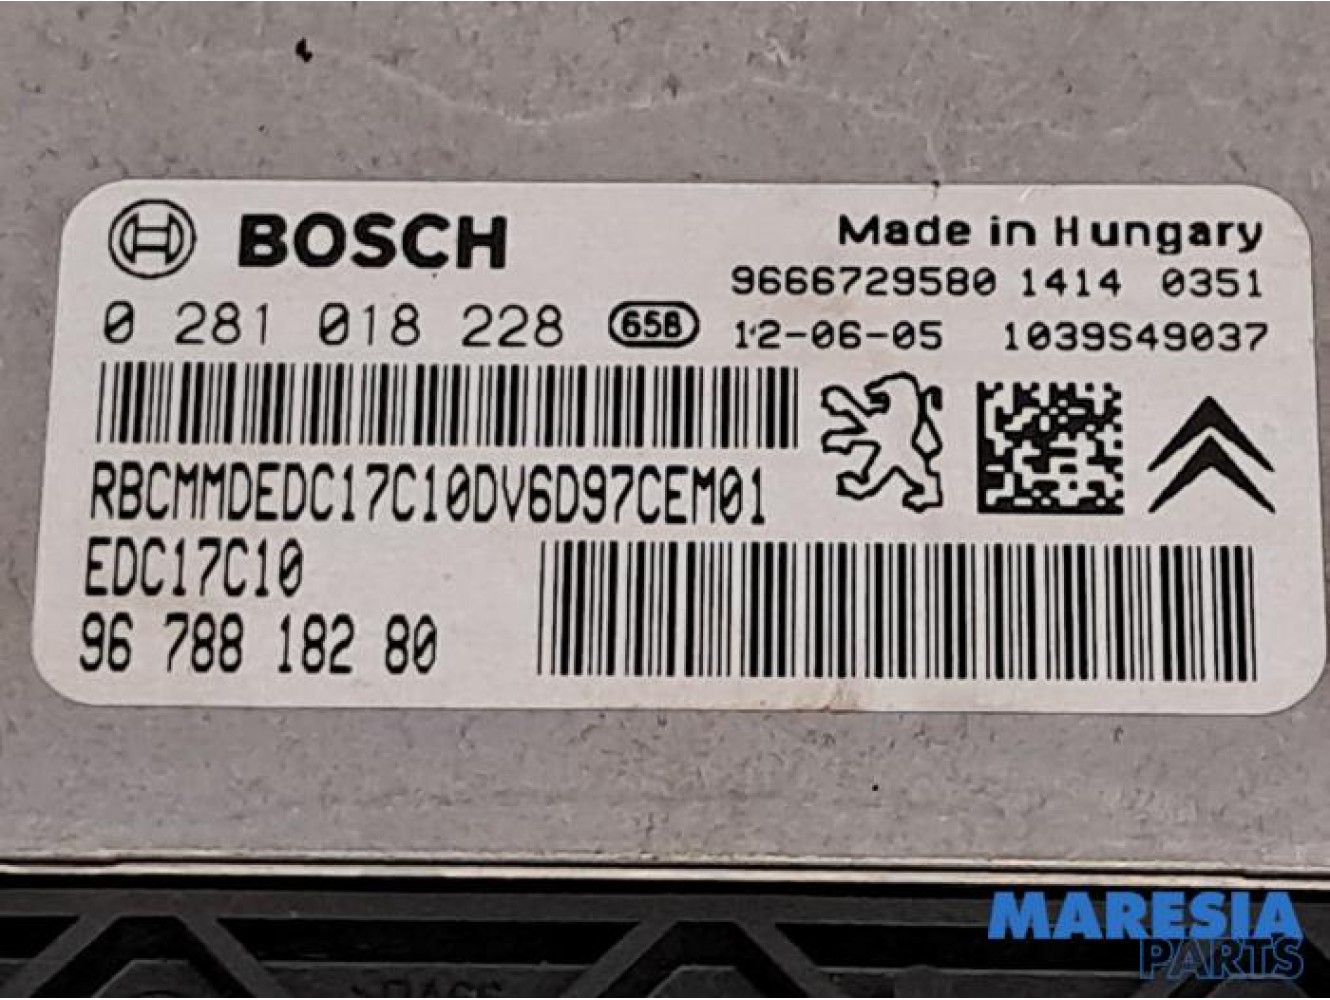 BOSCH
Made in Hungary
9666729580 1414 0351
0 281 018 228 65B
12-06-05 1039S49037
RBCMMDEDC17C10DV6D97CEM01
EDC17C10
96 788 182 80
MARESIA
PARTS